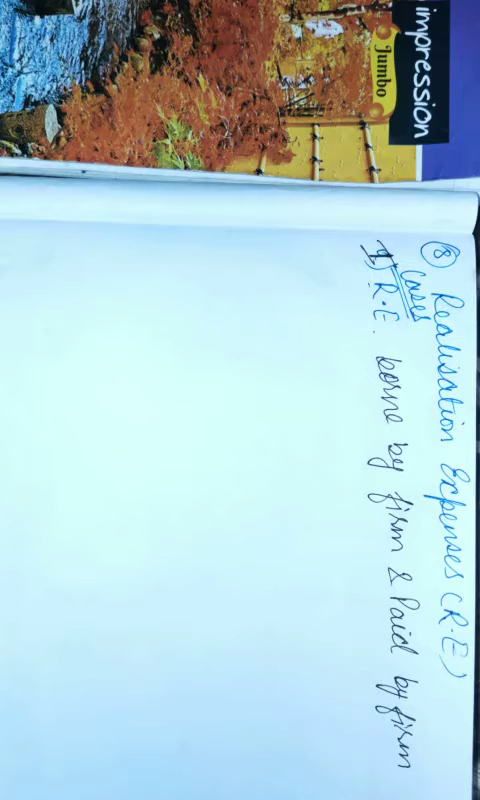 impression
Jumbo
⑧ Realisation Expenses (R.E)
Cases
1) R.E. borne by firm & Paid by firm